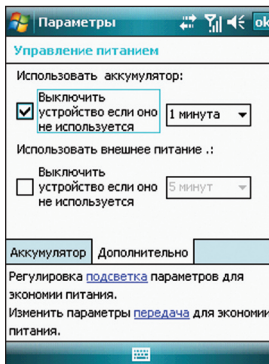 Параметры
ok
Управление питанием
Использовать аккумулятор:
Выключить
устройство если оно
не используется
1 минута
Использовать внешнее питание .:
Выключить
устройство если оно
не используется
5 минут
Аккумулятор Дополнительно
Регулировка подсветка параметров для
экономии питания.
Изменить параметры передача для экономии
питания.